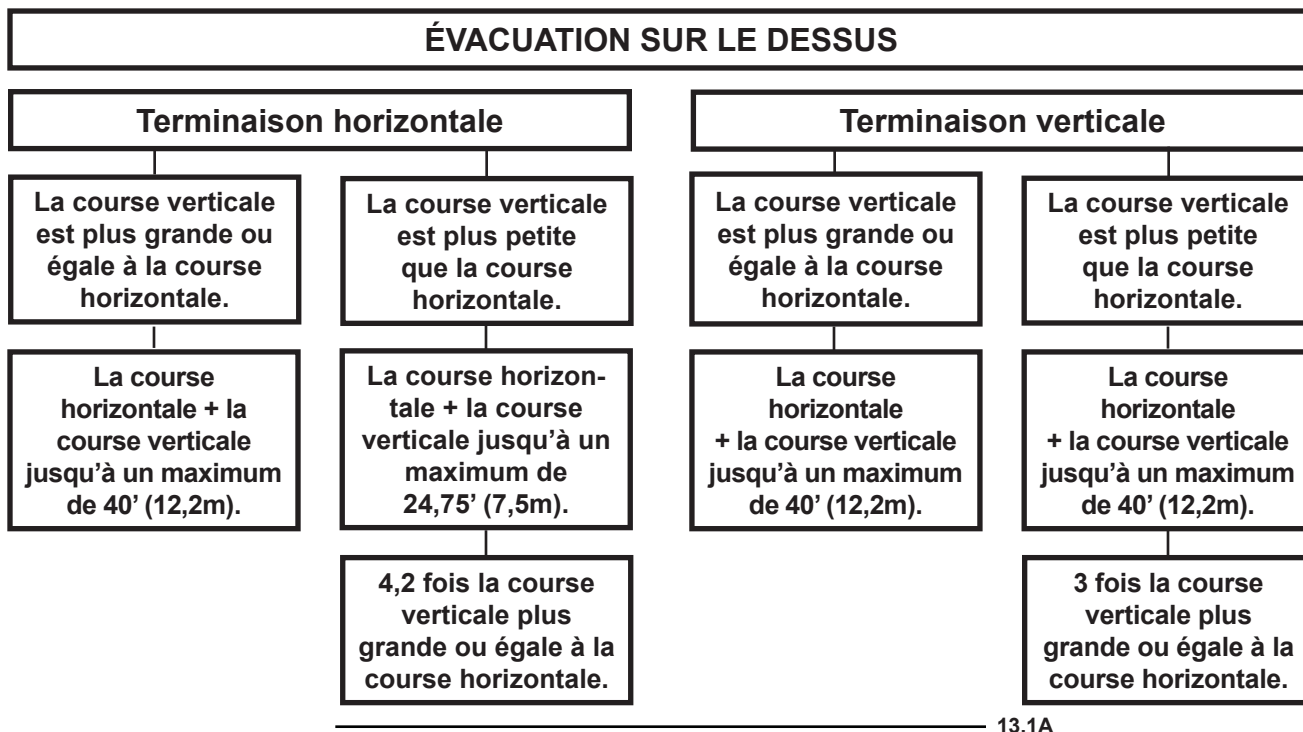 ÉVACUATION SUR LE DESSUS
Terminaison horizontale
La course verticale
est plus grande ou
égale à la course
horizontale.
La course
horizontale + la
course verticale
jusqu’à un maximum
de 40’ (12,2m).
La course verticale
est plus petite
que la course
horizontale.
La course horizon-
tale + la course
verticale jusqu’à un
maximum de
24,75’ (7,5m).
4,2 fois la course
verticale plus
grande ou égale à la
course horizontale.
Terminaison verticale
La course verticale
est plus grande ou
égale à la course
horizontale.
La course
horizontale
+ la course verticale
jusqu’à un maximum
de 40’ (12,2m).
La course verticale
est plus petite
que la course
horizontale.
La course
horizontale
+ la course verticale
jusqu’à un maximum
de 40’ (12,2m).
3 fois la course
verticale plus
grande ou égale à la
course horizontale.
13.1A